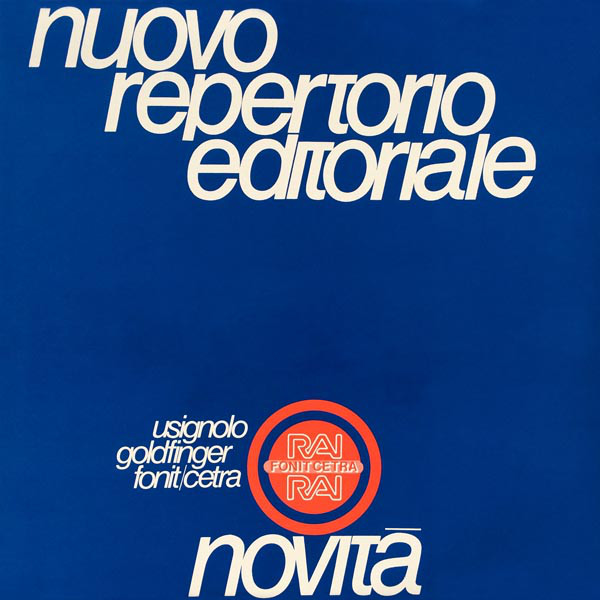 nuovo
repertorio
editoriale
usignolo
goldfinger
fonit/cetra
RAI
FONIT CETRA
RAI
novità